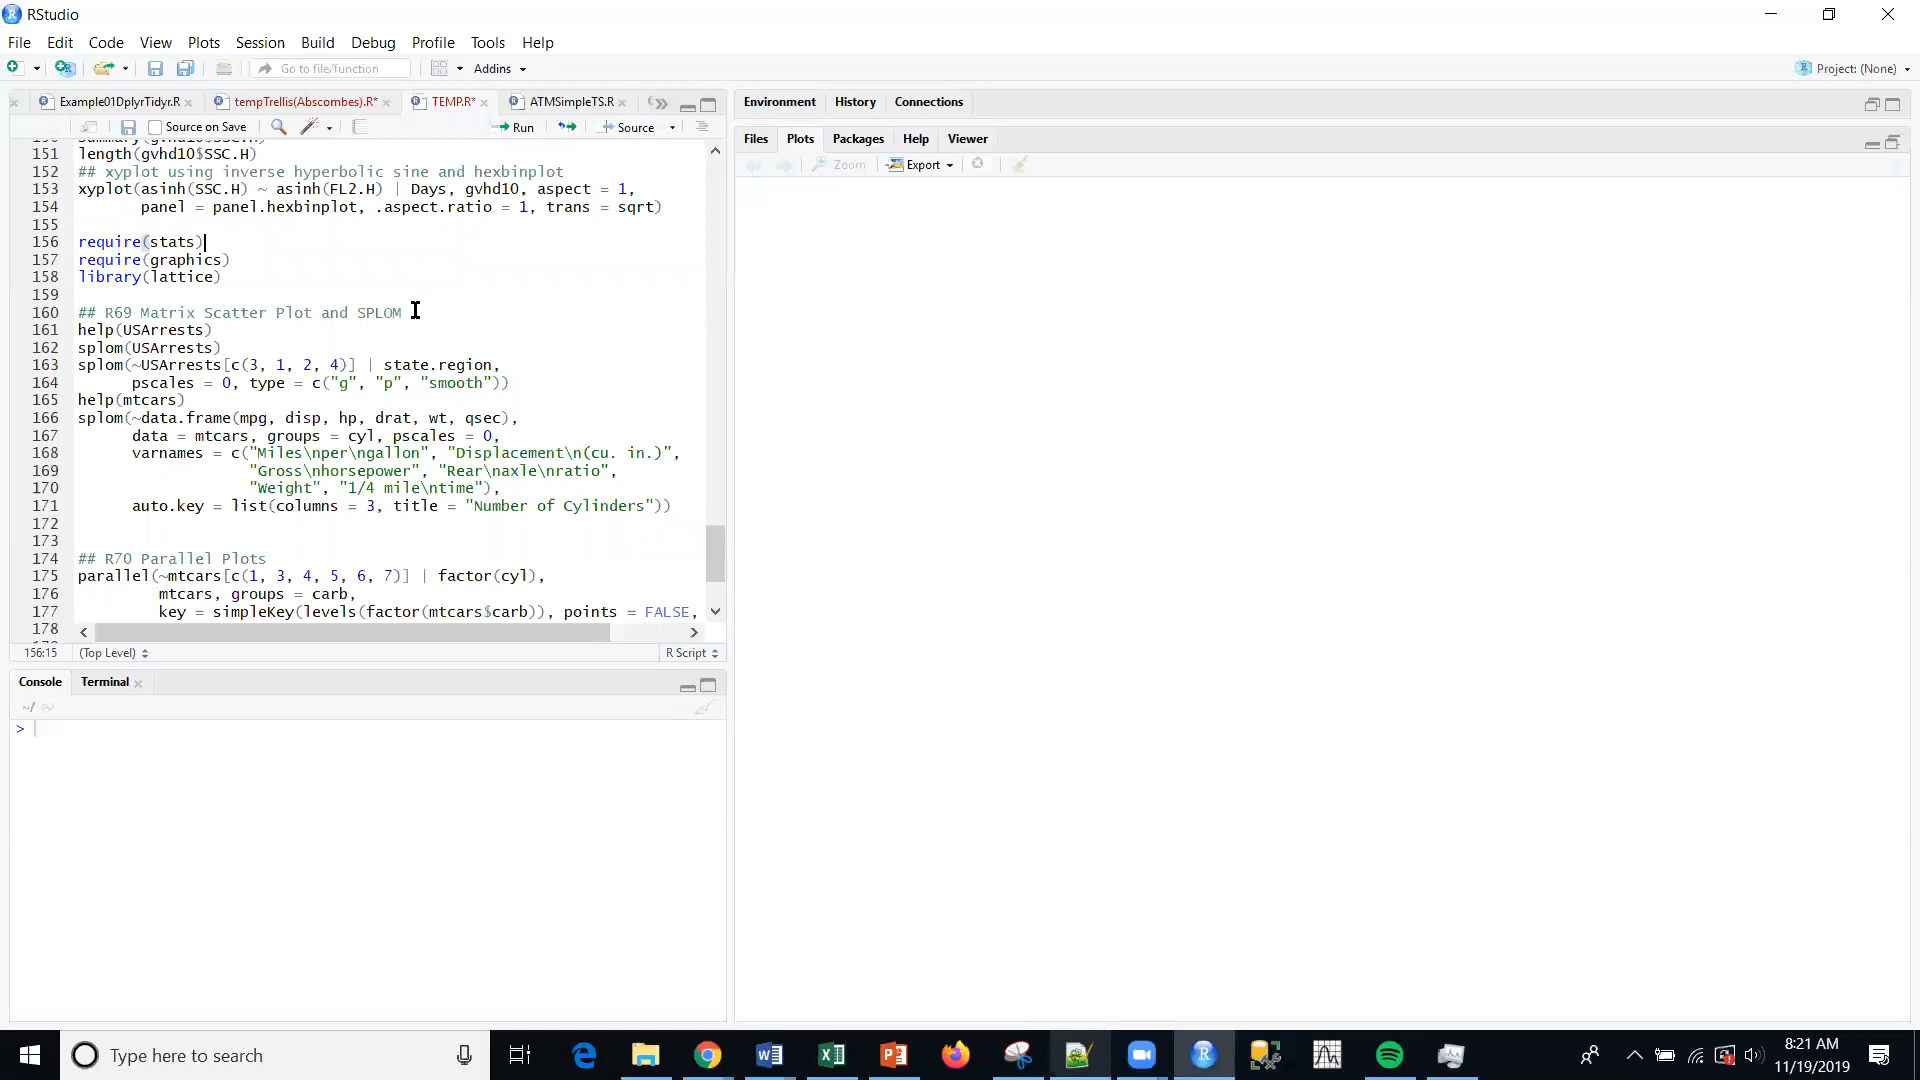 RStudio
File Edit Code View Plots Session Build Debug Profile Tools Help
Go to file/function Addins Project: (None)
Example01DplyrTidyr.R tempTrellis(Abscombes).R* TEMP.R* ATMSimpleTS.R
Source on Save Run Source
151 length(gvhd10$SSC.H)
152 ## xyplot using inverse hyperbolic sine and hexbinplot
153 xyplot(asinh(SSC.H) ~ asinh(FL2.H) | Days, gvhd10, aspect = 1,
154 panel = panel.hexbinplot, .aspect.ratio = 1, trans = sqrt)
155
156 require(stats)
157 require(graphics)
158 library(lattice)
159
160 ## R69 Matrix Scatter Plot and SPLOM
161 help(USArrests)
162 splom(USArrests)
163 splom(~USArrests[c(3, 1, 2, 4)] | state.region,
164 pscales = 0, type = c("g", "p", "smooth"))
165 help(mtcars)
166 splom(~data.frame(mpg, disp, hp, drat, wt, qsec),
167 data = mtcars, groups = cyl, pscales = 0,
168 varnames = c("Miles\nper\ngallon", "Displacement\n(cu. in.)",
169 "Gross\nhorsepower", "Rear\naxle\nratio",
170 "Weight", "1/4 mile\ntime"),
171 auto.key = list(columns = 3, title = "Number of Cylinders"))
172
173
174 ## R70 Parallel Plots
175 parallel(~mtcars[c(1, 3, 4, 5, 6, 7)] | factor(cyl),
176 mtcars, groups = carb,
177 key = simpleKey(levels(factor(mtcars$carb)), points = FALSE,
178
156:15 (Top Level) R Script
Console Terminal
~/
>
Environment History Connections
Files Plots Packages Help Viewer
Zoom Export
Type here to search
8:21 AM
11/19/2019